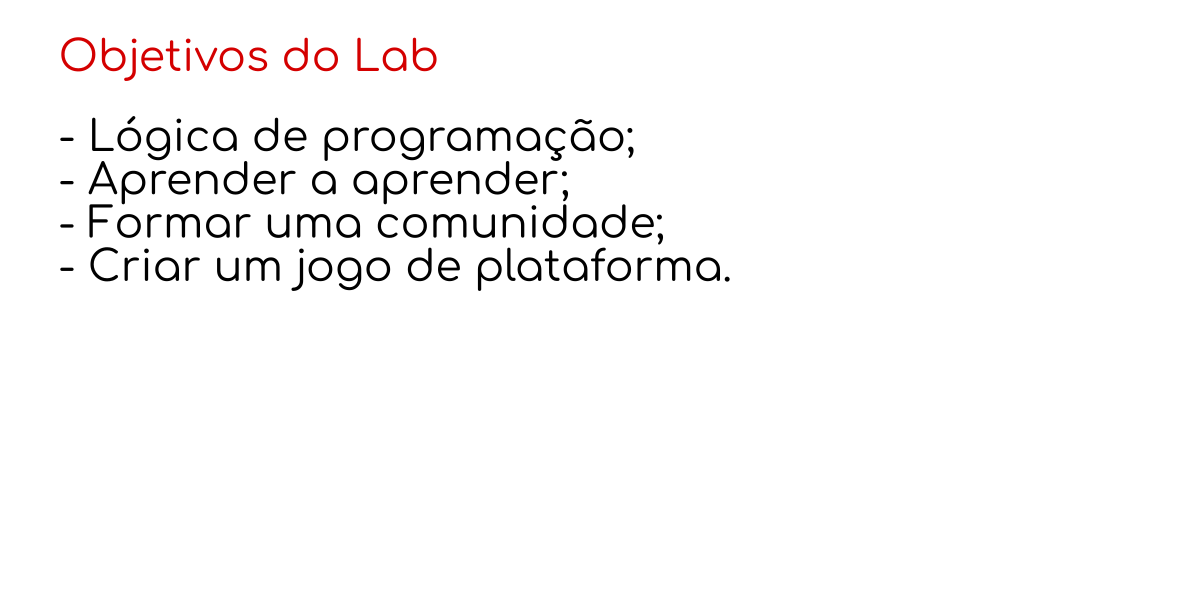 Objetivos do Lab
- Lógica de programação;
- Aprender a aprender;
- Formar uma comunidade;
- Criar um jogo de plataforma.